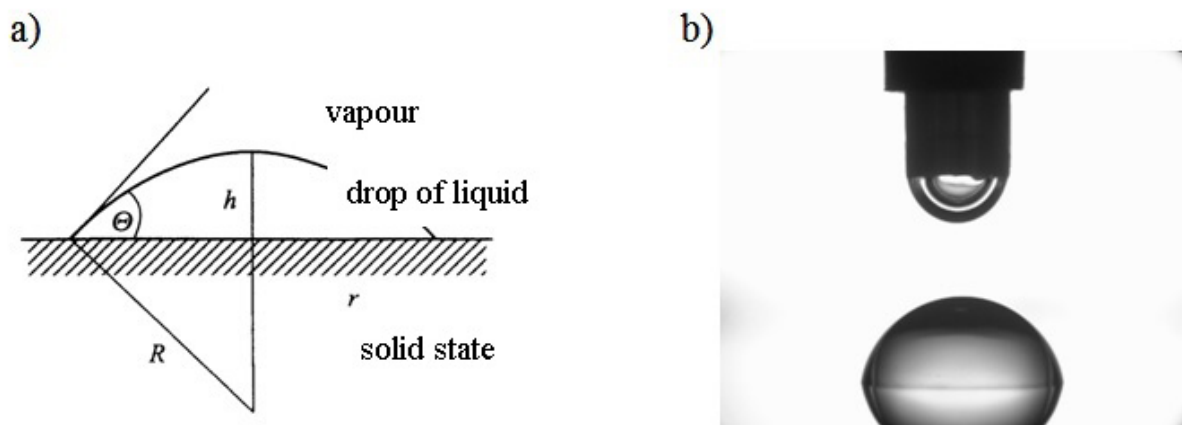 a)
b)
vapour
drop of liquid
h
Θ
r
R
solid state